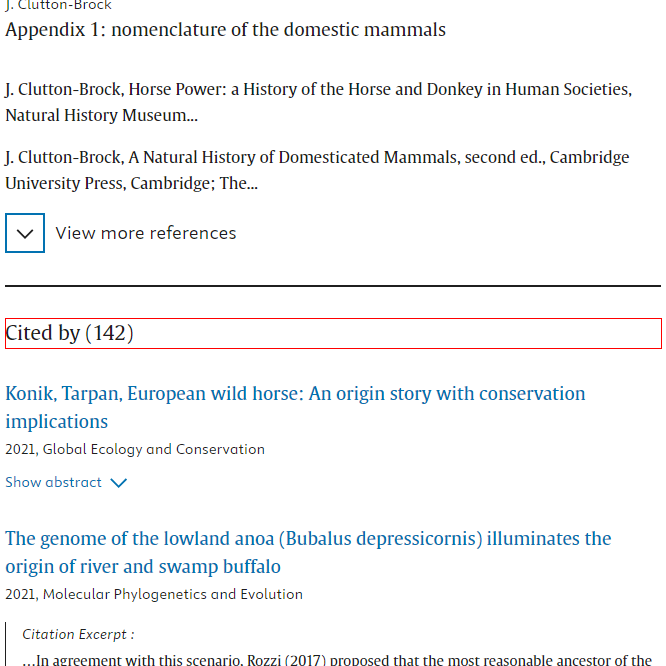 J. Clutton-Brock
Appendix 1: nomenclature of the domestic mammals
J. Clutton-Brock, Horse Power: a History of the Horse and Donkey in Human Societies,
Natural History Museum...
J. Clutton-Brock, A Natural History of Domesticated Mammals, second ed., Cambridge
University Press, Cambridge; The...
View more references
Cited by (142)
Konik, Tarpan, European wild horse: An origin story with conservation
implications
2021, Global Ecology and Conservation
Show abstract
The genome of the lowland anoa (Bubalus depressicornis) illuminates the
origin of river and swamp buffalo
2021, Molecular Phylogenetics and Evolution
Citation Excerpt :
...In agreement with this scenario, Rozzi (2017) proposed that the most reasonable ancestor of the